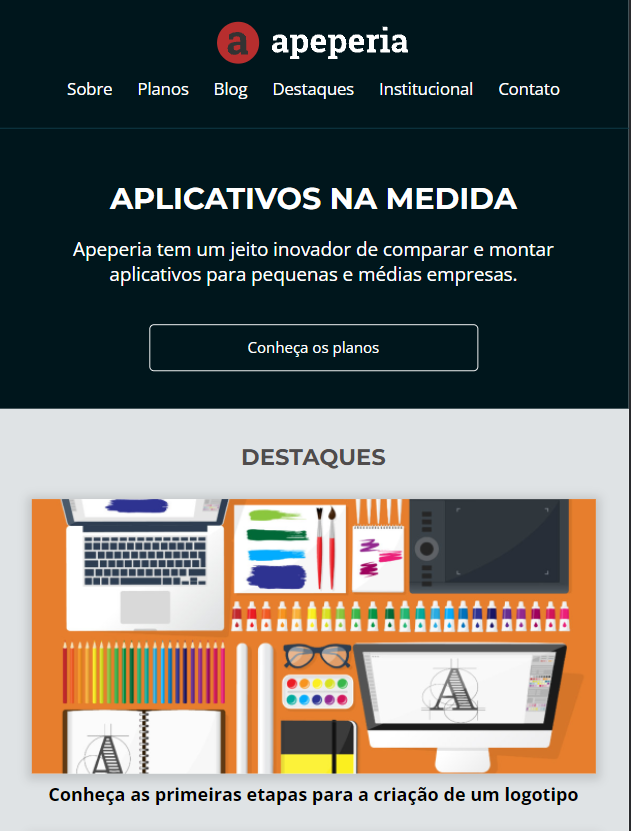 a apeperia
Sobre Planos Blog Destaques Institucional Contato
APLICATIVOS NA MEDIDA
Apeperia tem um jeito inovador de comparar e montar
aplicativos para pequenas e médias empresas.
Conheça os planos
DESTAQUES
A
A
Conheça as primeiras etapas para a criação de um logotipo